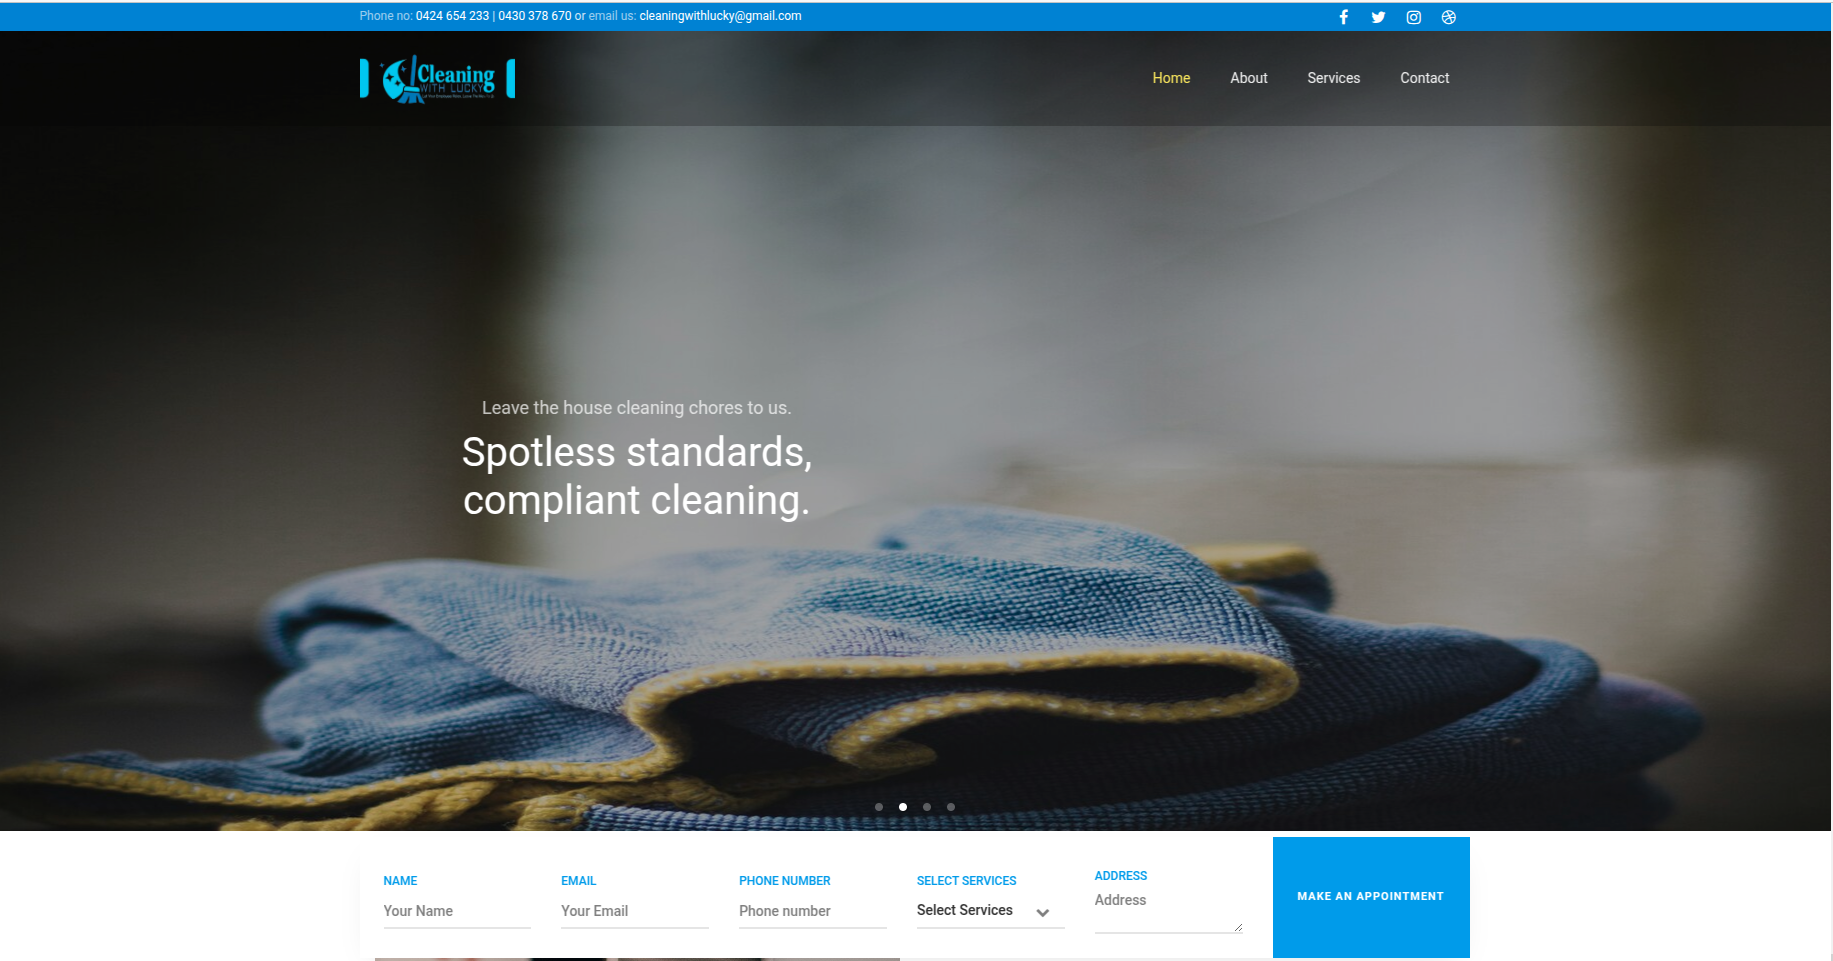 Phone no: 0424 654 233 | 0430 378 670 or email us: cleaningwithlucky@gmail.com
Cleaning
WITH LUCKY
Home About Services Contact
Leave the house cleaning chores to us.
Spotless standards,
compliant cleaning.
NAME EMAIL PHONE NUMBER SELECT SERVICES ADDRESS
Your Name Your Email Phone number Select Services Address
MAKE AN APPOINTMENT